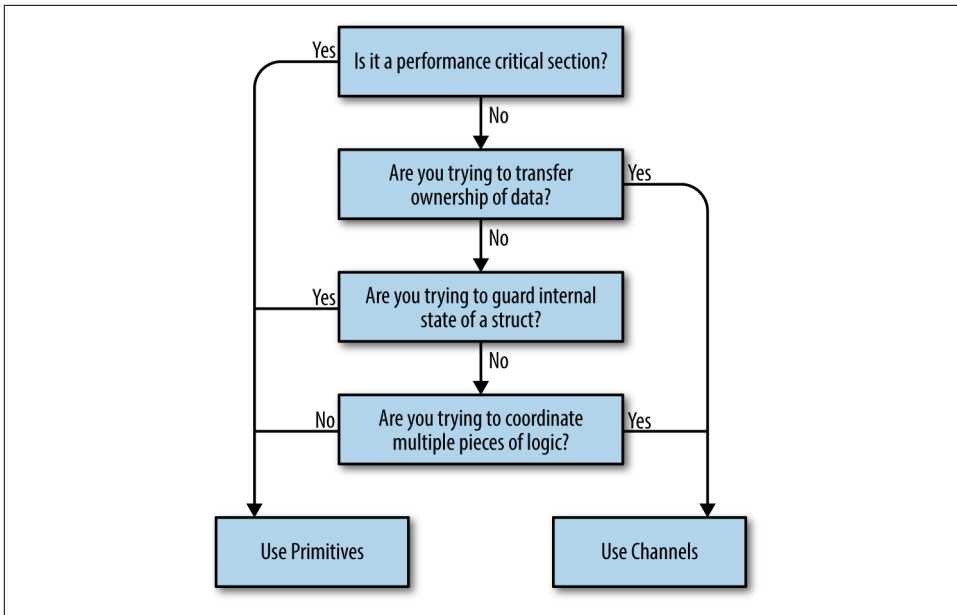 Yes
Is it a performance critical section?
No
Are you trying to transfer
ownership of data?
Yes
No
Yes
Are you trying to guard internal
state of a struct?
No
No
Are you trying to coordinate
multiple pieces of logic?
Yes
Use Primitives
Use Channels